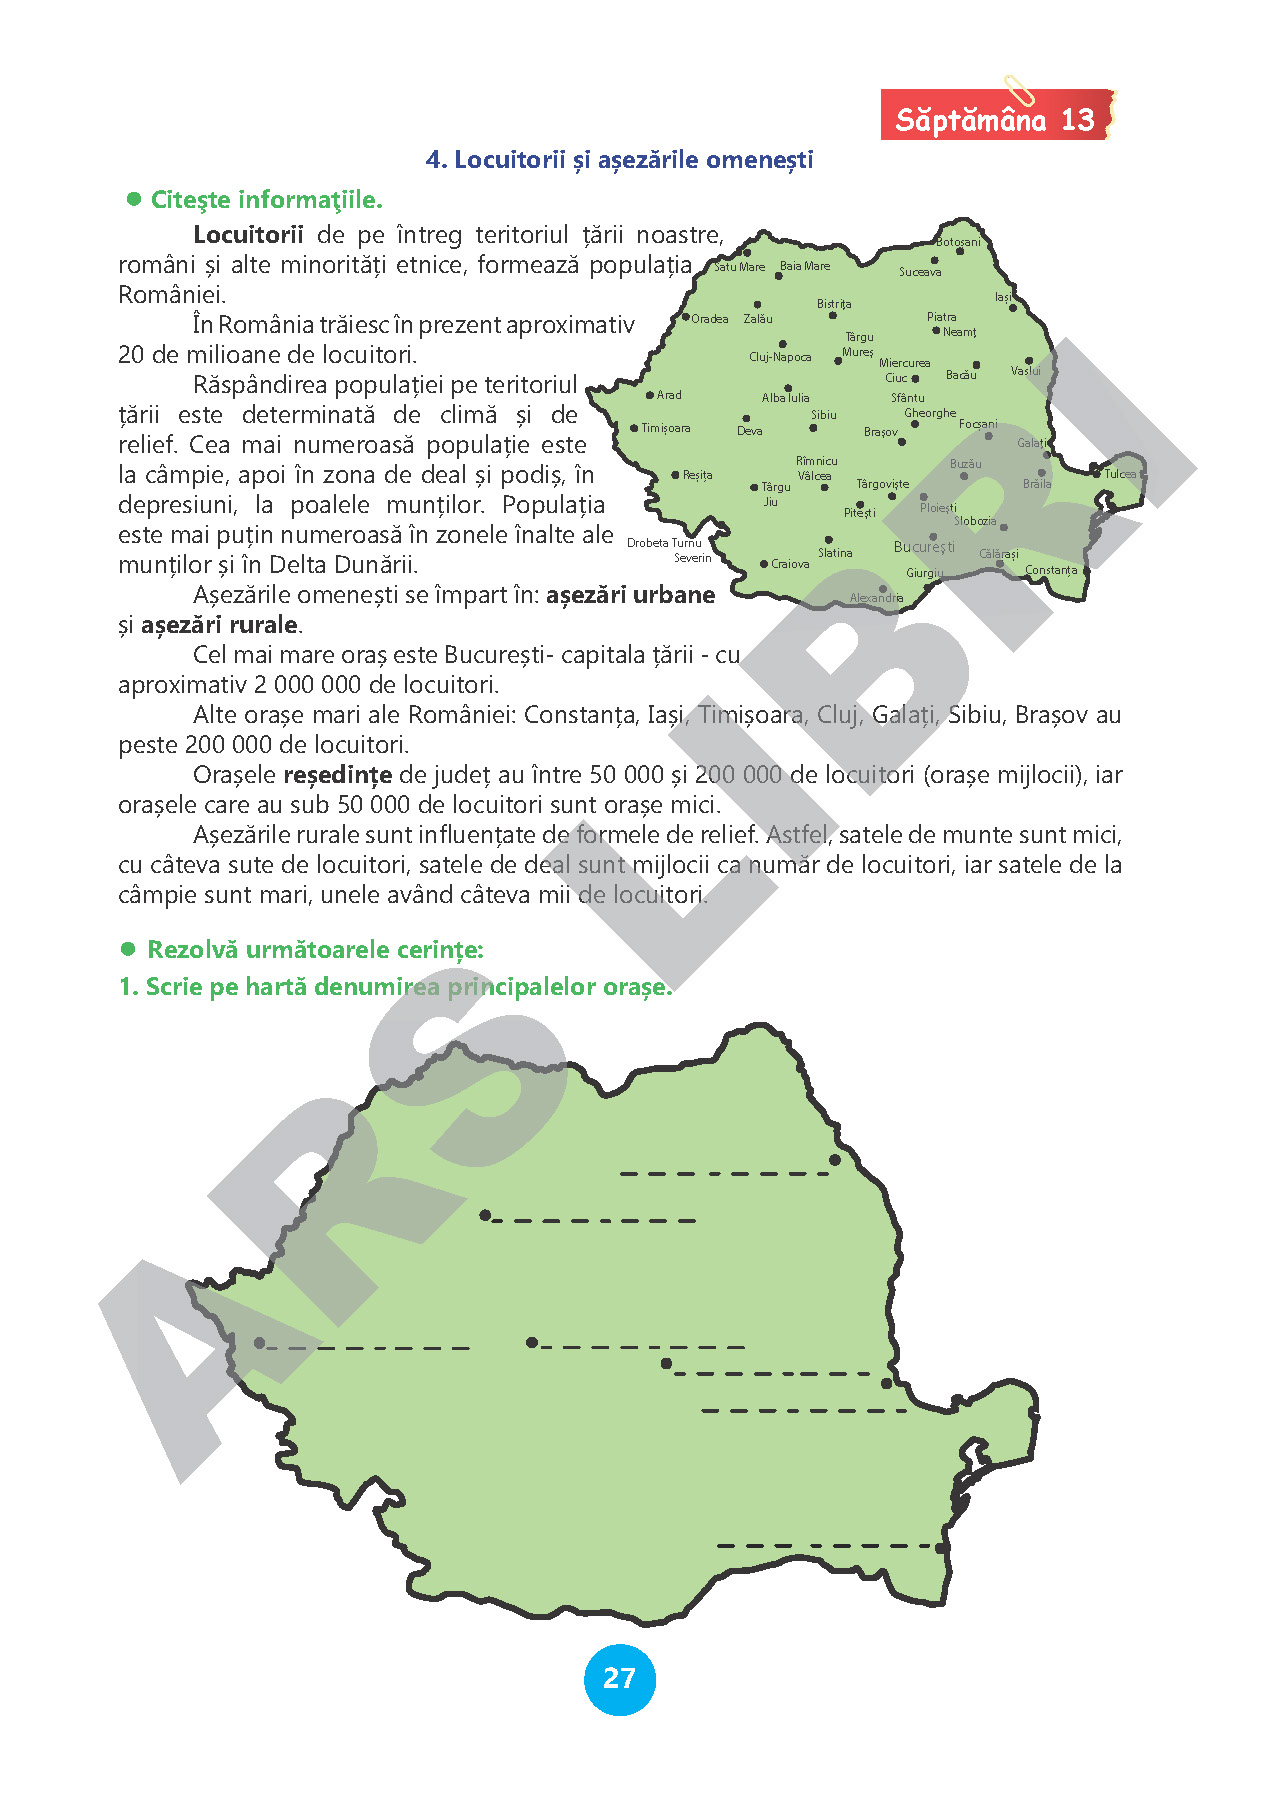 Săptămâna 13
4. Locuitorii și așezările omenești
● Citeşte informaţiile.
Locuitorii de pe întreg teritoriul țării noastre,
români și alte minorități etnice, formează populația
României.
În România trăiesc în prezent aproximativ
20 de milioane de locuitori.
Răspândirea populației pe teritoriul
țării este determinată de climă și de
relief. Cea mai numeroasă populație este
la câmpie, apoi în zona de deal și podiș, în
depresiuni, la poalele munților. Populația
este mai puțin numeroasă în zonele înalte ale
munților și în Delta Dunării.
Așezările omenești se împart în: așezări urbane
și așezări rurale.
Cel mai mare oraș este București- capitala țării - cu
aproximativ 2 000 000 de locuitori.
Alte orașe mari ale României: Constanța, Iași, Timișoara, Cluj, Galați, Sibiu, Brașov au
peste 200 000 de locuitori.
Orașele reședințe de județ au între 50 000 și 200 000 de locuitori (orașe mijlocii), iar
orașele care au sub 50 000 de locuitori sunt orașe mici.
Așezările rurale sunt influențate de formele de relief. Astfel, satele de munte sunt mici,
cu câteva sute de locuitori, satele de deal sunt mijlocii ca număr de locuitori, iar satele de la
câmpie sunt mari, unele având câteva mii de locuitori.
Botoșani
Satu Mare
Baia Mare
Suceava
Iași
Bistrița
Oradea
Zalău
Piatra
Neamț
Târgu
Mureș
Cluj-Napoca
Miercurea
Ciuc
Bacău
Vaslui
Arad
Alba Iulia
Sfântu
Gheorghe
Sibiu
Focșani
Timișoara
Deva
Brașov
Galați
Rîmnicu
Vâlcea
Buzău
Reșița
Tulcea
Târgu
Jiu
Târgoviște
Brăila
Ploiești
Pitești
Slobozia
Drobeta Turnu
Severin
Slatina
București
Călărași
Craiova
Giurgiu
Constanța
Alexandria
● Rezolvă următoarele cerințe:
1. Scrie pe hartă denumirea principalelor orașe.
27
ARS LIBRI